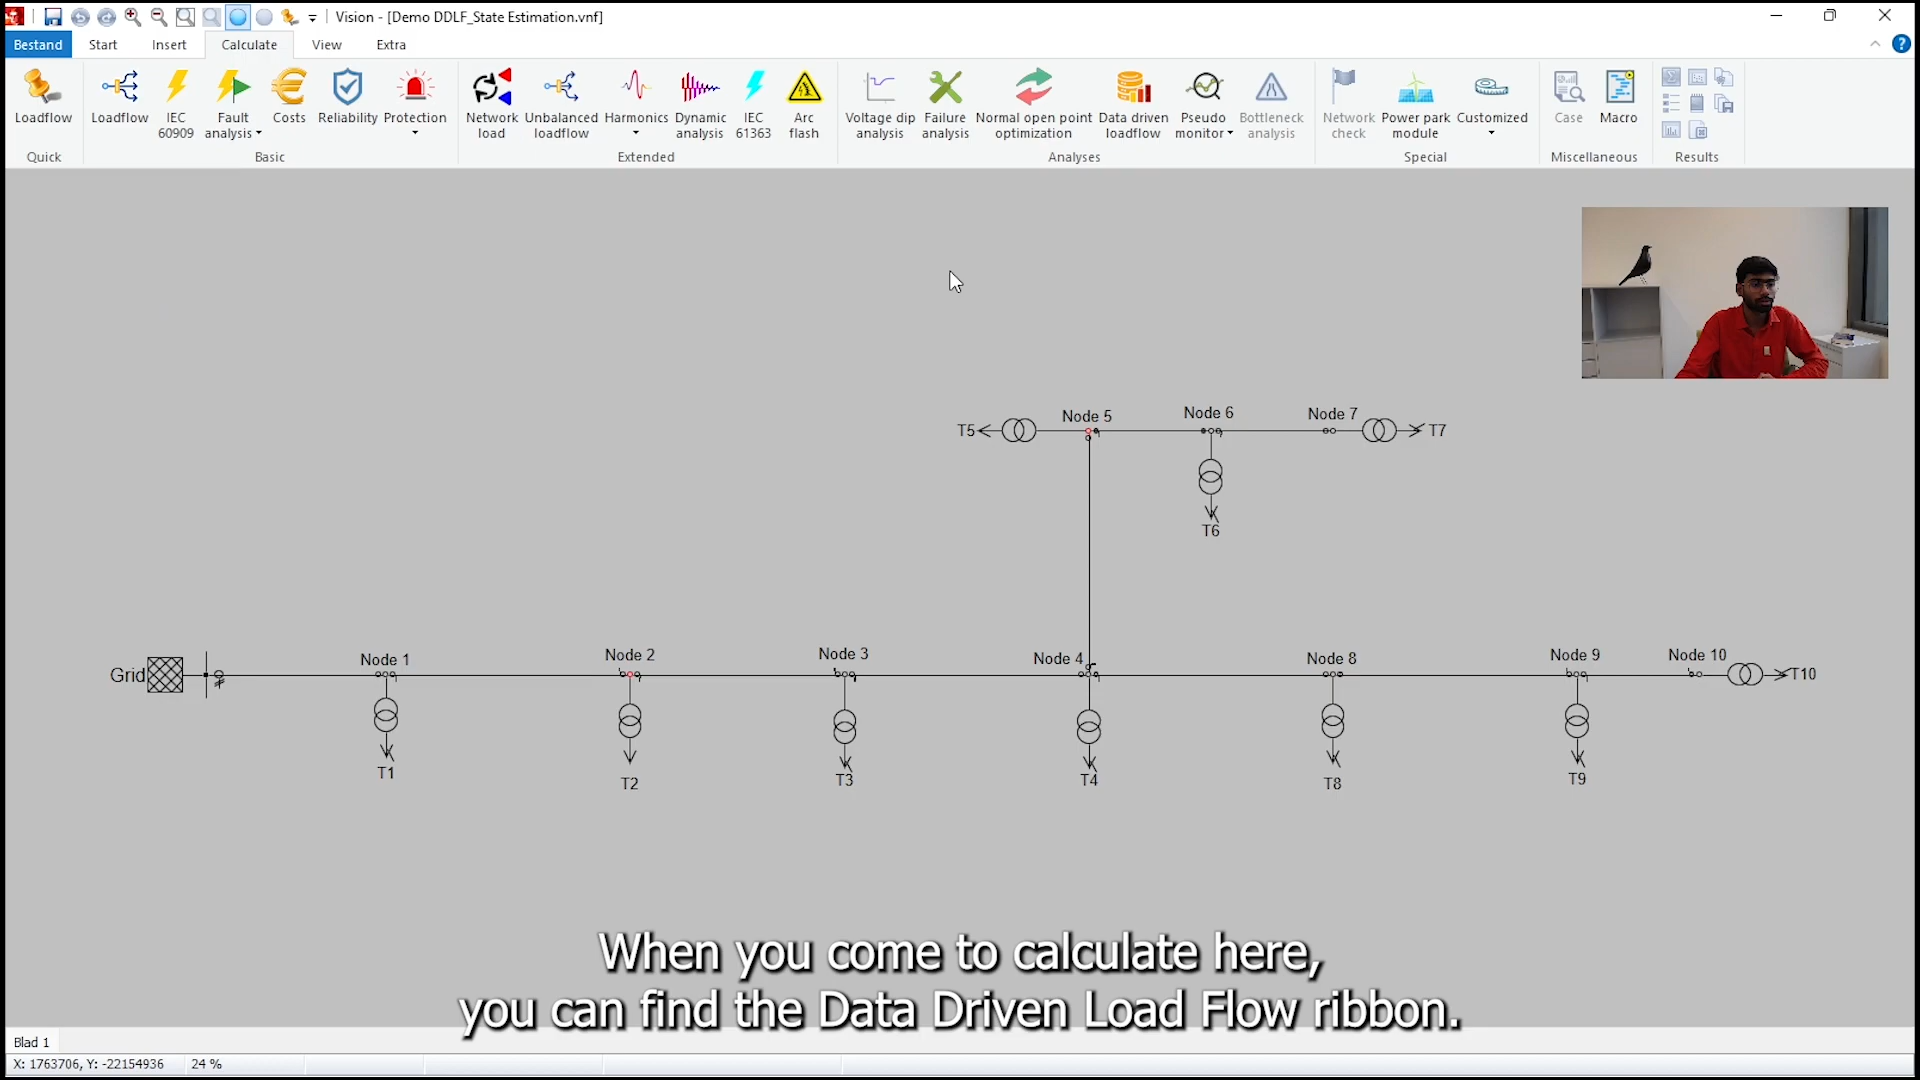 Vision - [Demo DDLF_State Estimation.vnf]
Bestand Start Insert Calculate View Extra
Loadflow
Quick
Loadflow
IEC
60909
Fault
analysis
Costs
Reliability
Protection
Basic
Network
load
Unbalanced
loadflow
Harmonics
Dynamic
analysis
IEC
61363
Arc
flash
Extended
Voltage dip
analysis
Failure
analysis
Normal open point
optimization
Data driven
loadflow
Pseudo
monitor
Bottleneck
analysis
Analyses
Network
check
Power park
module
Customized
Special
Case
Macro
Miscellaneous
Results
Node 5 Node 6 Node 7
T5 T7
T6
Node 1 Node 2 Node 3 Node 4 Node 8 Node 9 Node 10
Grid T10
T1 T2 T3 T4 T8 T9
When you come to calculate here,
you can find the Data Driven Load Flow ribbon.
Blad 1
X: 1763706, Y: -22154936 24 %